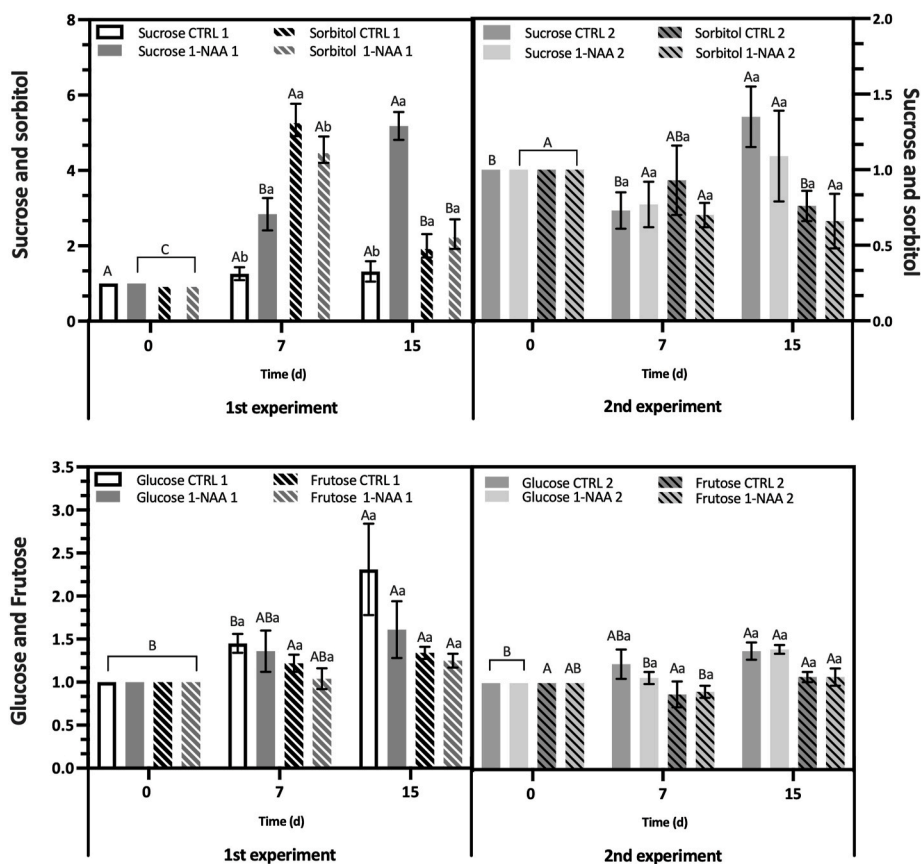 Sucrose and sorbitol
8
6
4
2
0
Sucrose CTRL 1
Sucrose 1-NAA 1
Sorbitol CTRL 1
Sorbitol 1-NAA 1
A
C
Ab
Ba
Aa
Ab
Ab
Aa
Ba
Ba
0
7
15
Time (d)
1st experiment
Sucrose CTRL 2
Sucrose 1-NAA 2
Sorbitol CTRL 2
Sorbitol 1-NAA 2
B
A
Ba
Aa
ABa
Aa
Aa
Aa
Ba
Aa
0
7
15
Time (d)
2nd experiment
2.0
1.5
1.0
0.5
0.0
Sucrose and sorbitol
Glucose and Frutose
3.5
3.0
2.5
2.0
1.5
1.0
0.5
0.0
Glucose CTRL 1
Glucose 1-NAA 1
Frutose CTRL 1
Frutose 1-NAA 1
B
Ba
ABa
Aa
ABa
Aa
Aa
Aa
Aa
0
7
15
Time (d)
1st experiment
Glucose CTRL 2
Glucose 1-NAA 2
Frutose CTRL 2
Frutose 1-NAA 2
B
A
AB
ABa
Ba
Aa
Ba
Aa
Aa
Aa
Aa
0
7
15
Time (d)
2nd experiment